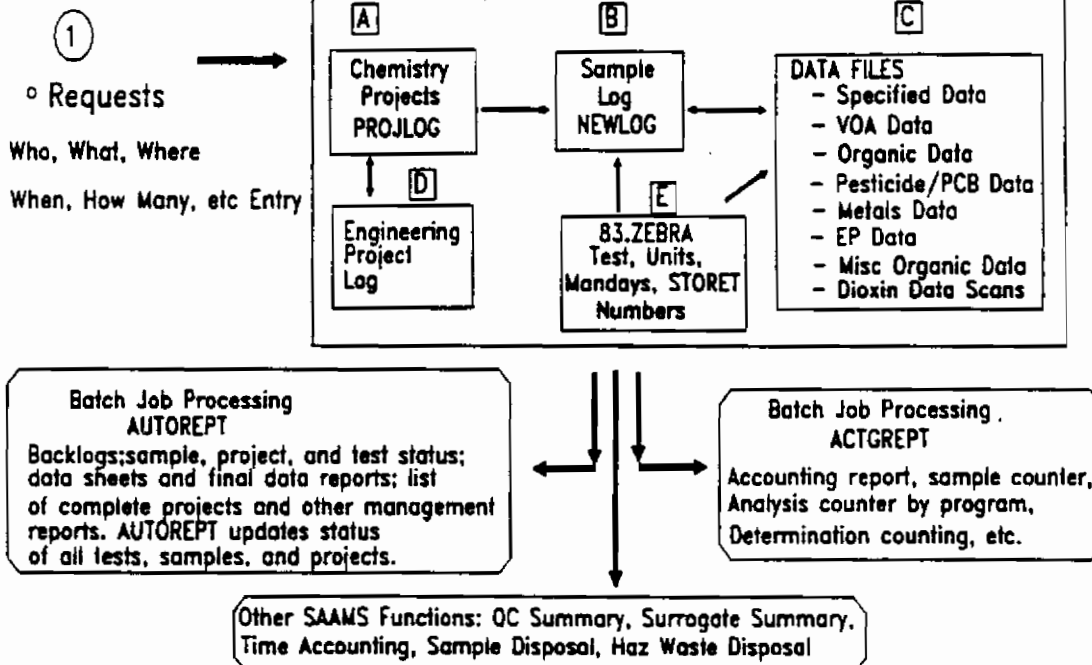 1
° Requests
Who, What, Where
When, How Many, etc Entry
A
Chemistry
Projects
PROJLOG
B
Sample
Log
NEWLOG
C
DATA FILES
- Specified Data
- VOA Data
- Organic Data
- Pesticide/PCB Data
- Metals Data
- EP Data
- Misc Organic Data
- Dioxin Data Scans
D
Engineering
Project
Log
E
83.ZEBRA
Test, Units,
Mandays, STORET
Numbers
Batch Job Processing
AUTOREPT
Backlogs;sample, project, and test status;
data sheets and final data reports; list
of complete projects and other management
reports. AUTOREPT updates status
of all tests, samples, and projects.
Batch Job Processing.
ACTGREPT
Accounting report, sample counter,
Analysis counter by program,
Determination counting, etc.
Other SAAMS Functions: QC Summary, Surrogate Summary,
Time Accounting, Sample Disposal, Haz Waste Disposal